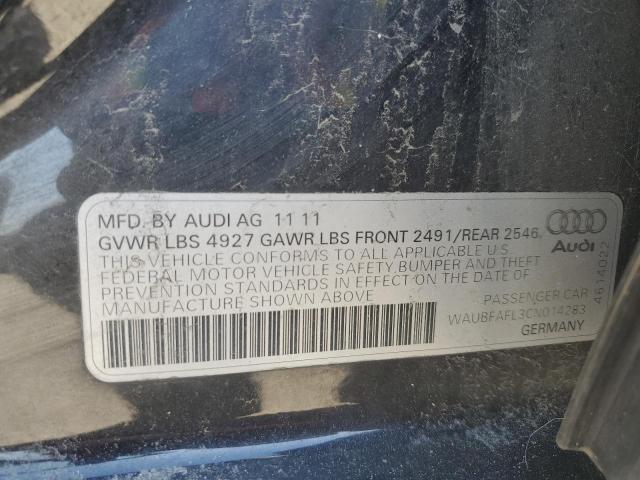 MFD. BY AUDI AG 11 11
GVWR LBS 4927 GAWR LBS FRONT 2491/REAR 2546
THIS VEHICLE CONFORMS TO ALL APPLICABLE U.S.
FEDERAL MOTOR VEHICLE SAFETY, BUMPER AND THEFT
PREVENTION STANDARDS IN EFFECT ON THE DATE OF
MANUFACTURE SHOWN ABOVE
PASSENGER CAR
WAUBFAFL3CN014283
GERMANY
Audi
4614022